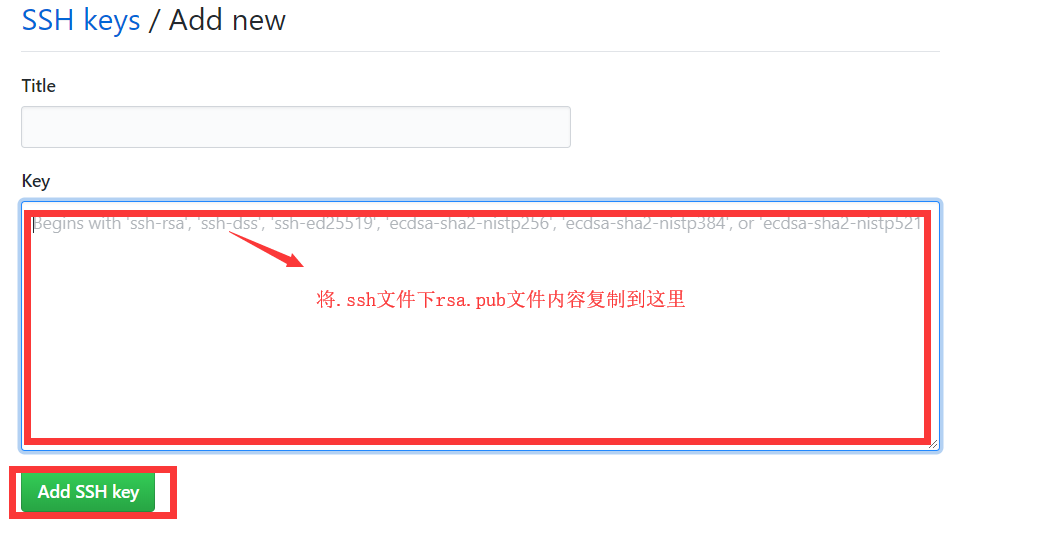 SSH keys / Add new
Title
Key
Begins with 'ssh-rsa', 'ssh-dss', 'ssh-ed25519', 'ecdsa-sha2-nistp256', 'ecdsa-sha2-nistp384', or 'ecdsa-sha2-nistp521
将.ssh文件下rsa.pub文件内容复制到这里
Add SSH key